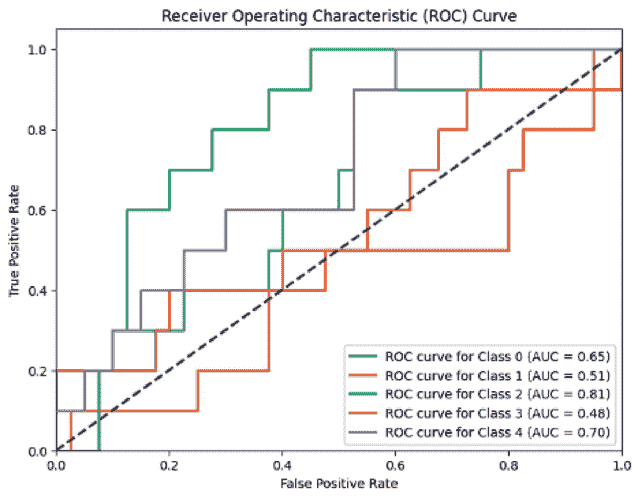 Receiver Operating Characteristic (ROC) Curve
1.0
0.8
0.6
0.4
0.2
0.0
True Positive Rate
ROC curve for Class 0 (AUC = 0.65)
ROC curve for Class 1 (AUC = 0.51)
ROC curve for Class 2 (AUC = 0.81)
ROC curve for Class 3 (AUC = 0.48)
ROC curve for Class 4 (AUC = 0.70)
0.0 0.2 0.4 0.6 0.8 1.0
False Positive Rate